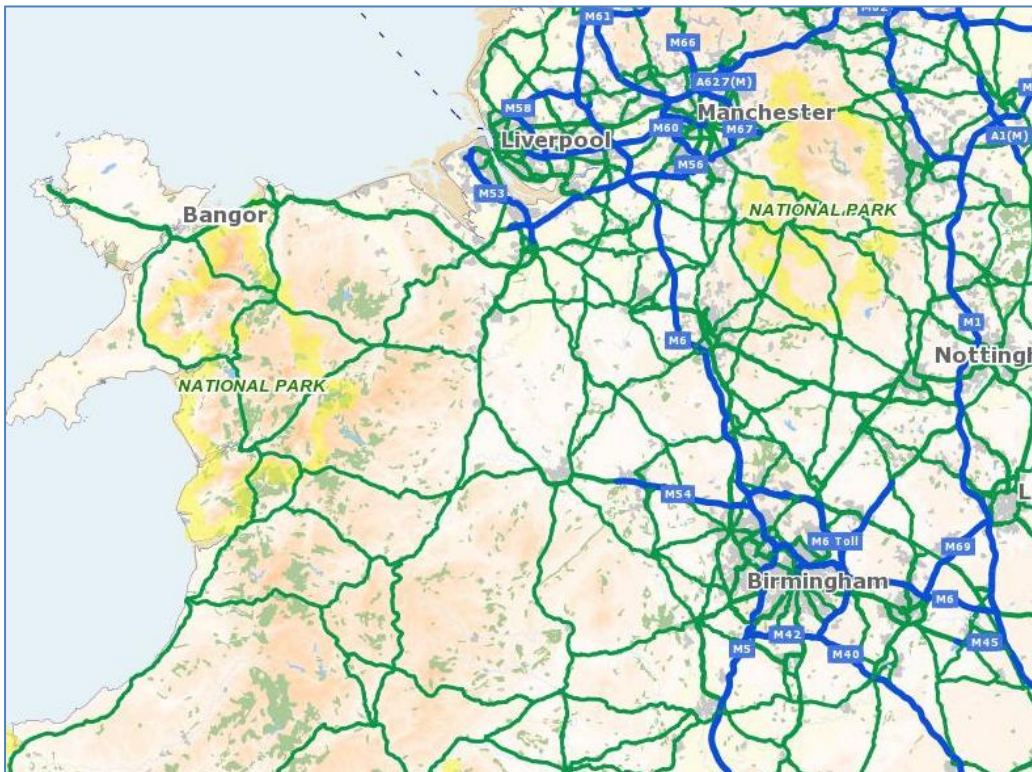 M61
M62
M66
A627(M)
M58
Manchester
M60
M67
Liverpool
A1(M)
M56
M53
NATIONAL PARK
Bangor
M1
M6
Nottingh
NATIONAL PARK
M54
M6 Toll
M69
Birmingham
M6
M42
M45
M5
M40